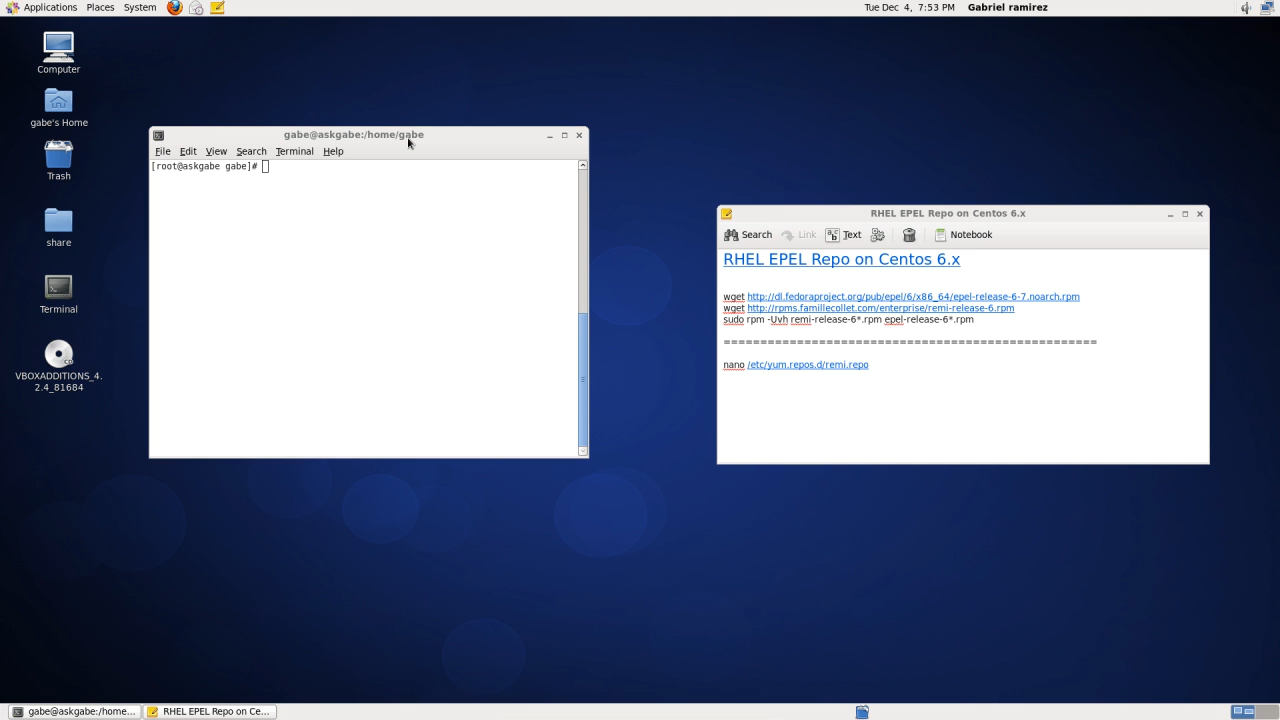 Applications Places System Tue Dec 4, 7:53 PM Gabriel ramirez
Computer
gabe's Home
Trash
share
Terminal
VBOXADDITIONS_4.
2.4_81684
gabe@askgabe:/home/gabe
File Edit View Search Terminal Help
[root@askgabe gabe]#
RHEL EPEL Repo on Centos 6.x
Search Link Text Notebook
RHEL EPEL Repo on Centos 6.x
wget http://dl.fedoraproject.org/pub/epel/6/x86_64/epel-release-6-7.noarch.rpm
wget http://rpms.famillecollet.com/enterprise/remi-release-6.rpm
sudo rpm -Uvh remi-release-6*.rpm epel-release-6*.rpm
===================================================
nano /etc/yum.repos.d/remi.repo
gabe@askgabe:/home... RHEL EPEL Repo on Ce...